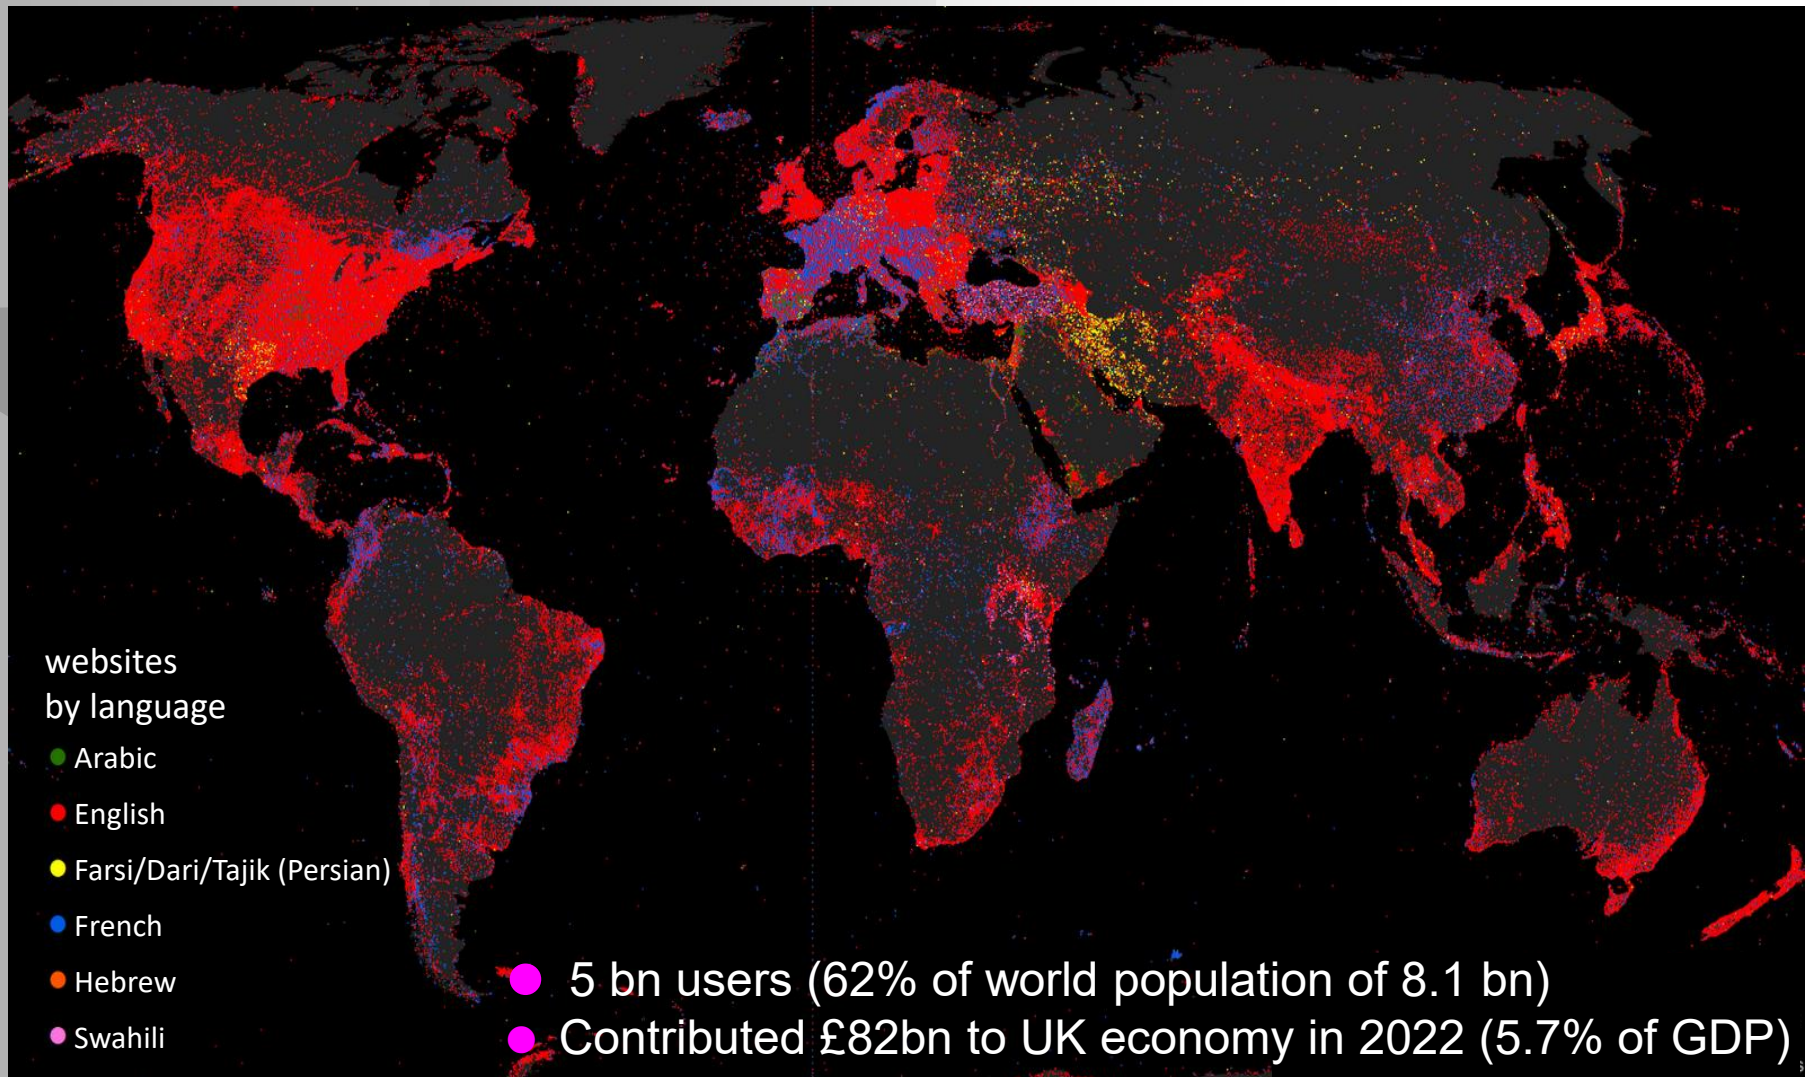 websites
by language
Arabic
English
Farsi/Dari/Tajik (Persian)
French
Hebrew
Swahili
5 bn users (62% of world population of 8.1 bn)
Contributed £82bn to UK economy in 2022 (5.7% of GDP)